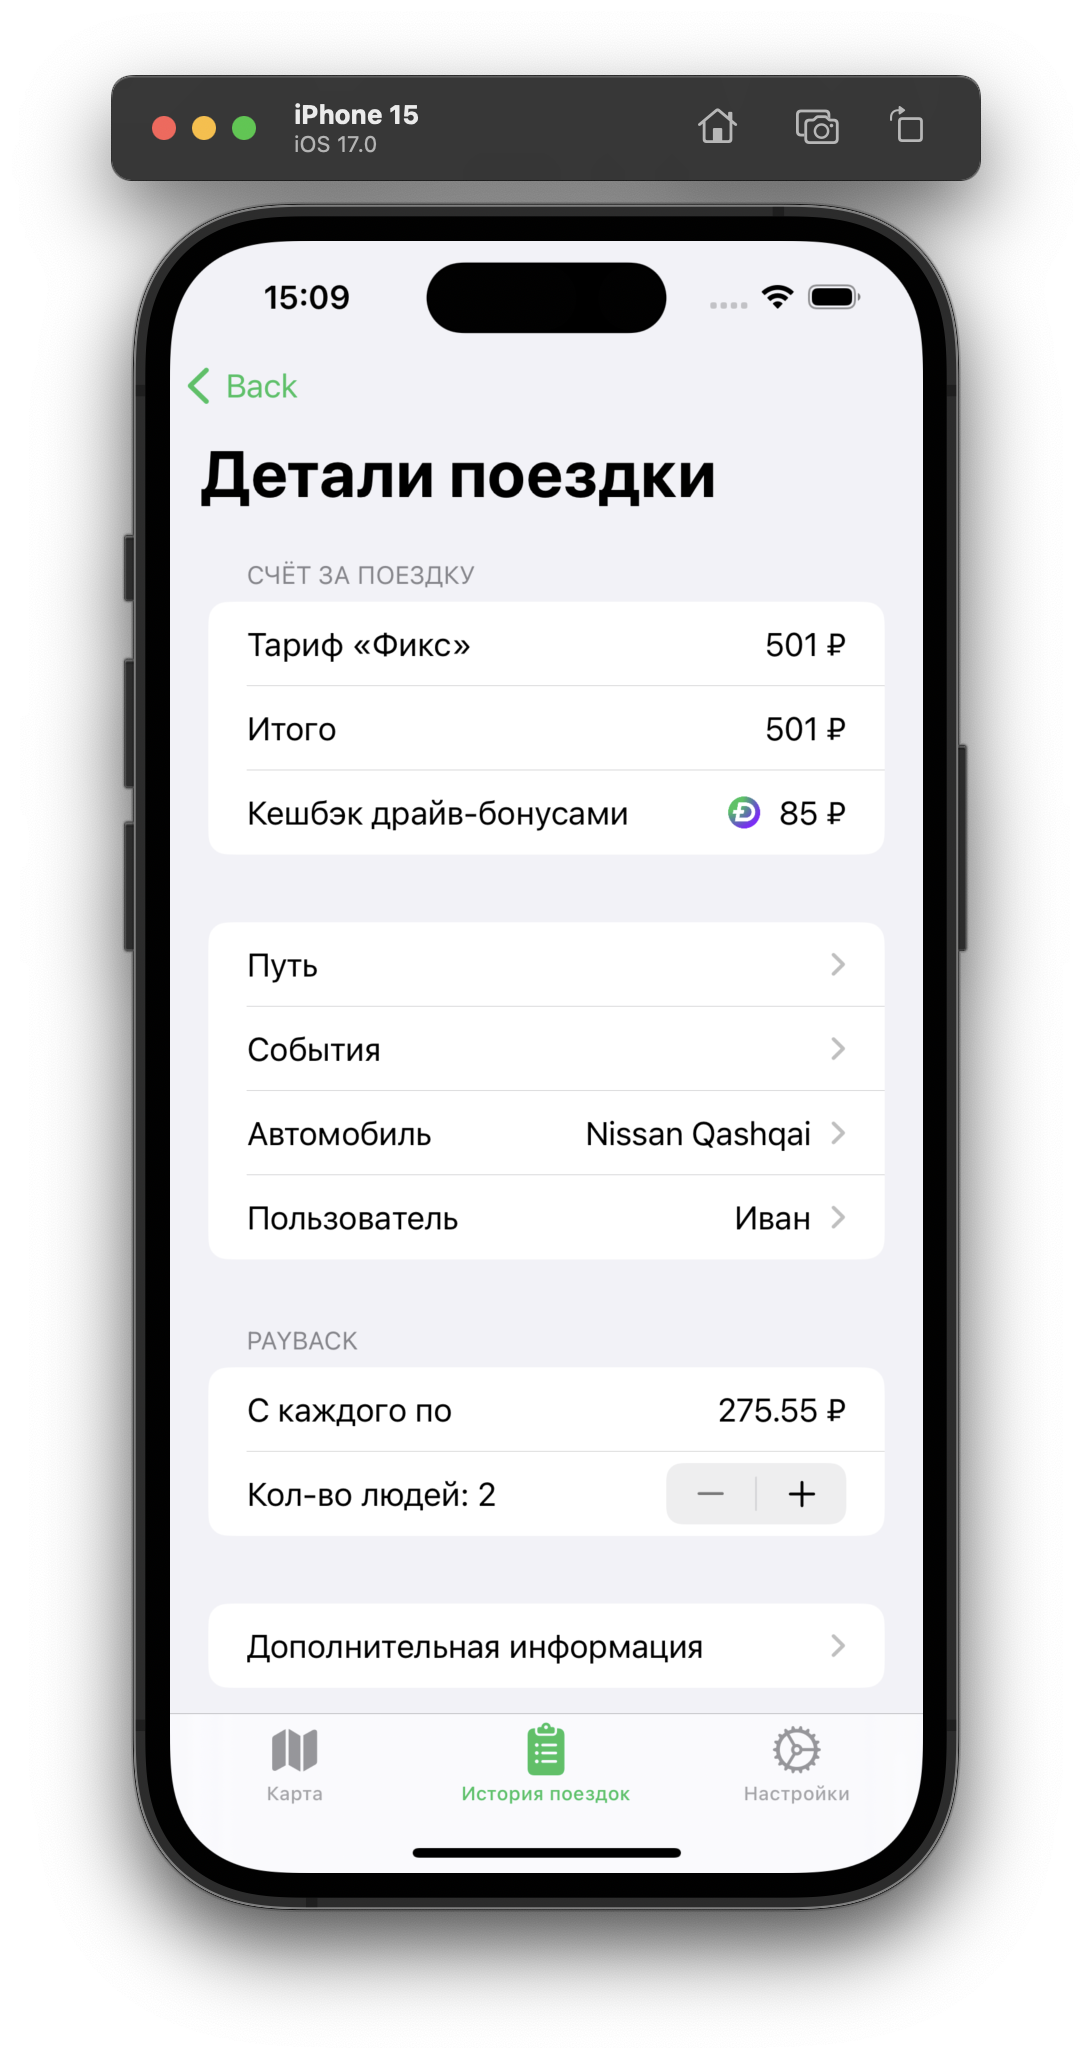 iPhone 15
iOS 17.0
15:09
Back
Детали поездки
СЧЁТ ЗА ПОЕЗДКУ
Тариф «Фикс» 501 ₽
Итого 501 ₽
Кешбэк драйв-бонусами 85 ₽
Путь
События
Автомобиль Nissan Qashqai
Пользователь Иван
PAYBACK
С каждого по 275.55 ₽
Кол-во людей: 2
Дополнительная информация
Карта История поездок Настройки